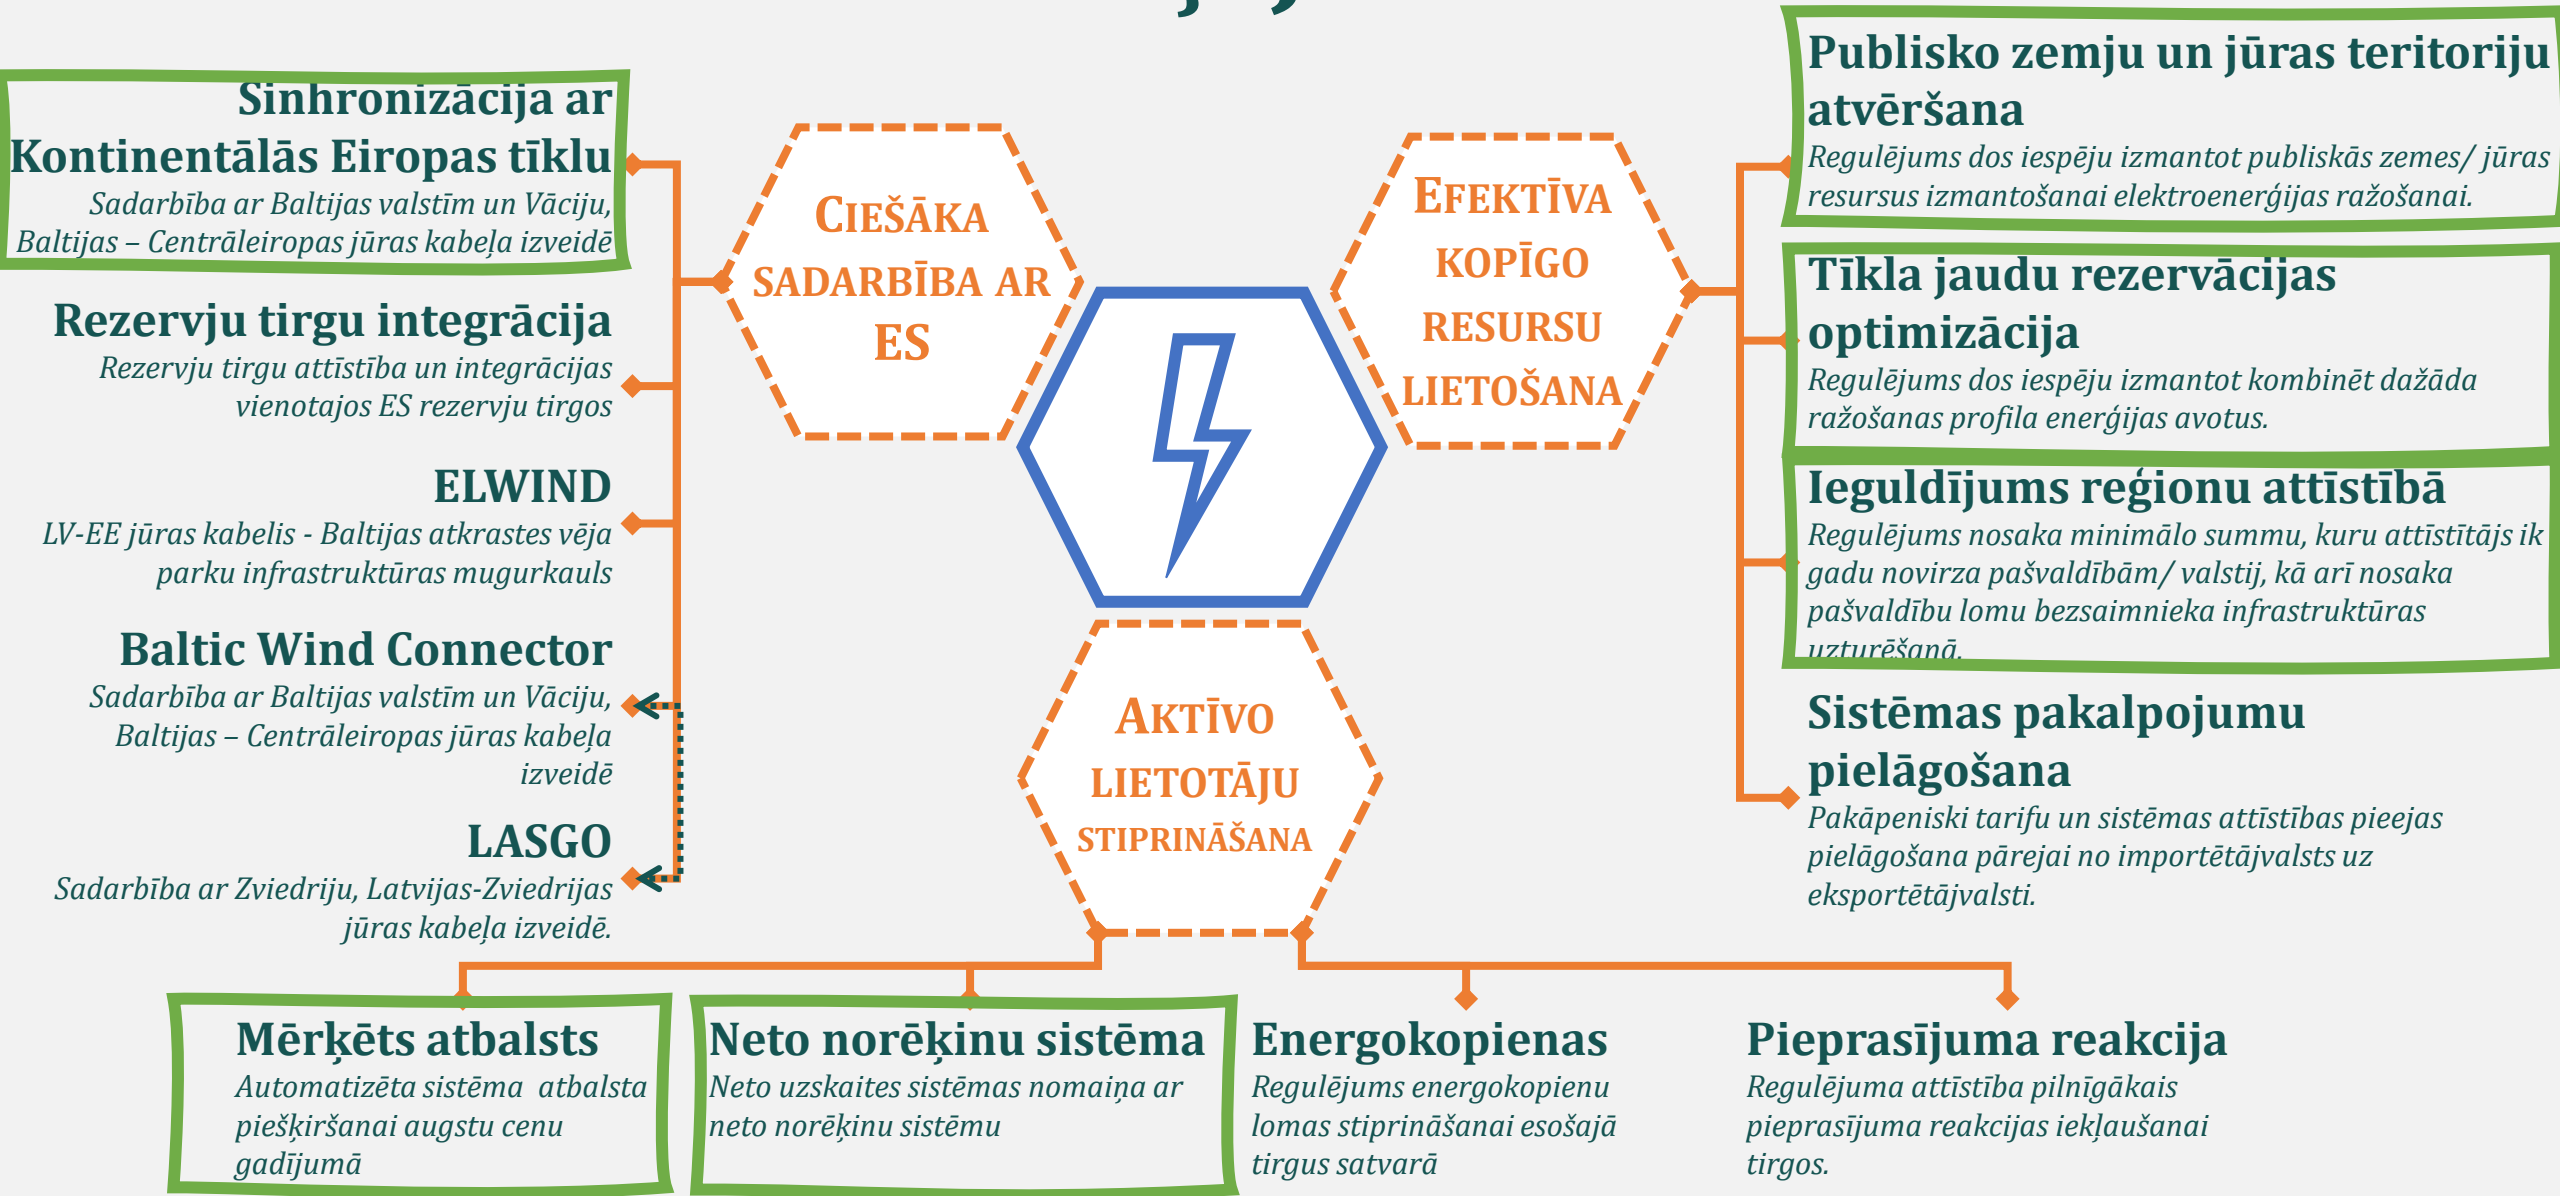 Sinhronizācija ar
Kontinentālās Eiropas tīklu
Sadarbība ar Baltijas valstīm un Vāciju,
Baltijas – Centrāleiropas jūras kabeļa izveidē
Rezervju tirgu integrācija
Rezervju tirgu attīstība un integrācijas
vienotajos ES rezervju tirgos
ELWIND
LV-EE jūras kabelis - Baltijas atkrastes vēja
parku infrastruktūras mugurkauls
Baltic Wind Connector
Sadarbība ar Baltijas valstīm un Vāciju,
Baltijas – Centrāleiropas jūras kabeļa
izveidē
LASGO
Sadarbība ar Zviedriju, Latvijas-Zviedrijas
jūras kabeļa izveidē.
CIEŠĀKA
SADARBĪBA AR
ES
EFEKTĪVA
KOPĪGO
RESURSU
LIETOŠANA
AKTĪVO
LIETOTĀJU
STIPRINĀŠANA
Publisko zemju un jūras teritoriju
atvēršana
Regulējums dos iespēju izmantot publiskās zemes/ jūras
resursus izmantošanai elektroenerģijas ražošanai.
Tīkla jaudu rezervācijas
optimizācija
Regulējums dos iespēju izmantot kombinēt dažāda
ražošanas profila enerģijas avotus.
Ieguldījums reģionu attīstībā
Regulējums nosaka minimālo summu, kuru attīstītājs ik
gadu novirza pašvaldībām/ valstij, kā arī nosaka
pašvaldību lomu bezsaimnieka infrastruktūras
uzturēšanā.
Sistēmas pakalpojumu
pielāgošana
Pakāpeniski tarifu un sistēmas attīstības pieejas
pielāgošana pārejai no importētājvalsts uz
eksportētājvalsti.
Mērķēts atbalsts
Automatizēta sistēma atbalsta
piešķiršanai augstu cenu
gadījumā
Neto norēķinu sistēma
Neto uzskaites sistēmas nomaiņa ar
neto norēķinu sistēmu
Energokopienas
Regulējums energokopienu
lomas stiprināšanai esošajā
tirgus satvarā
Pieprasījuma reakcija
Regulējuma attīstība pilnīgākais
pieprasījuma reakcijas iekļaušanai
tirgos.